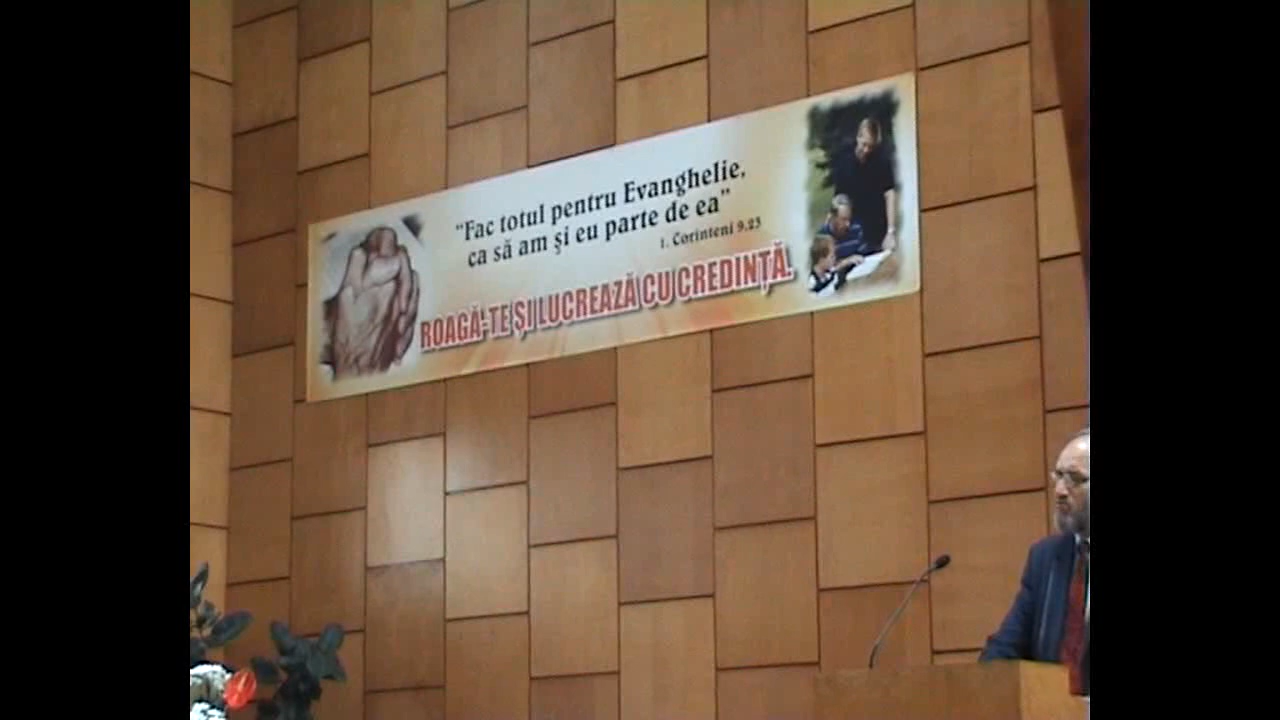 "Fac totul pentru Evanghelie,
ca să am şi eu parte de ea"
1. Corinteni 9.23
ROAGĂ-TE ŞI LUCREAZĂ CU CREDINŢĂ.